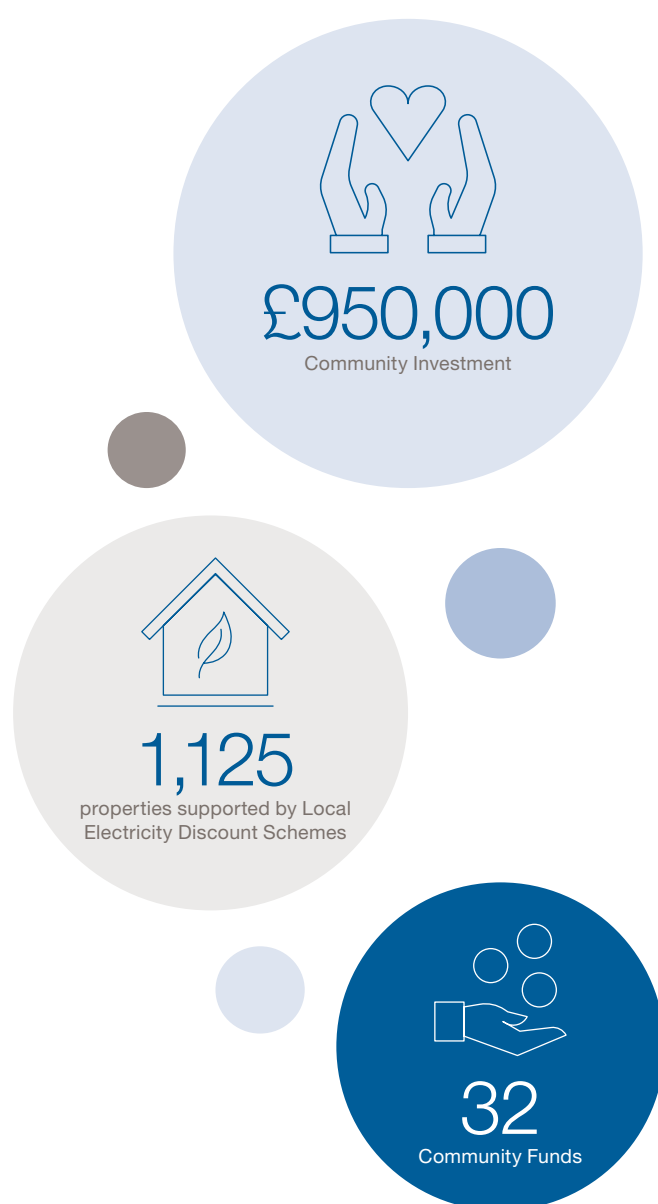 £950,000
Community Investment
1,125
properties supported by Local
Electricity Discount Schemes
32
Community Funds